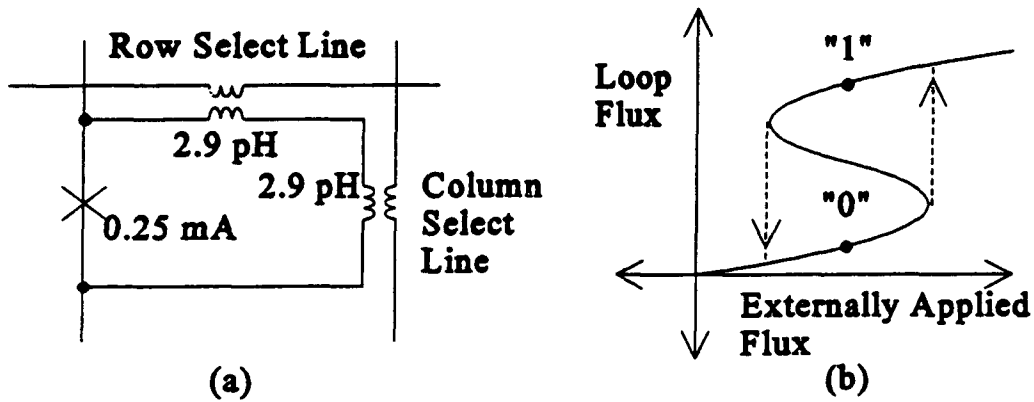 Row Select Line
2.9 pH
2.9 pH
0.25 mA
Column
Select
Line
(a)
Loop
Flux
"1"
"0"
Externally Applied
Flux
(b)